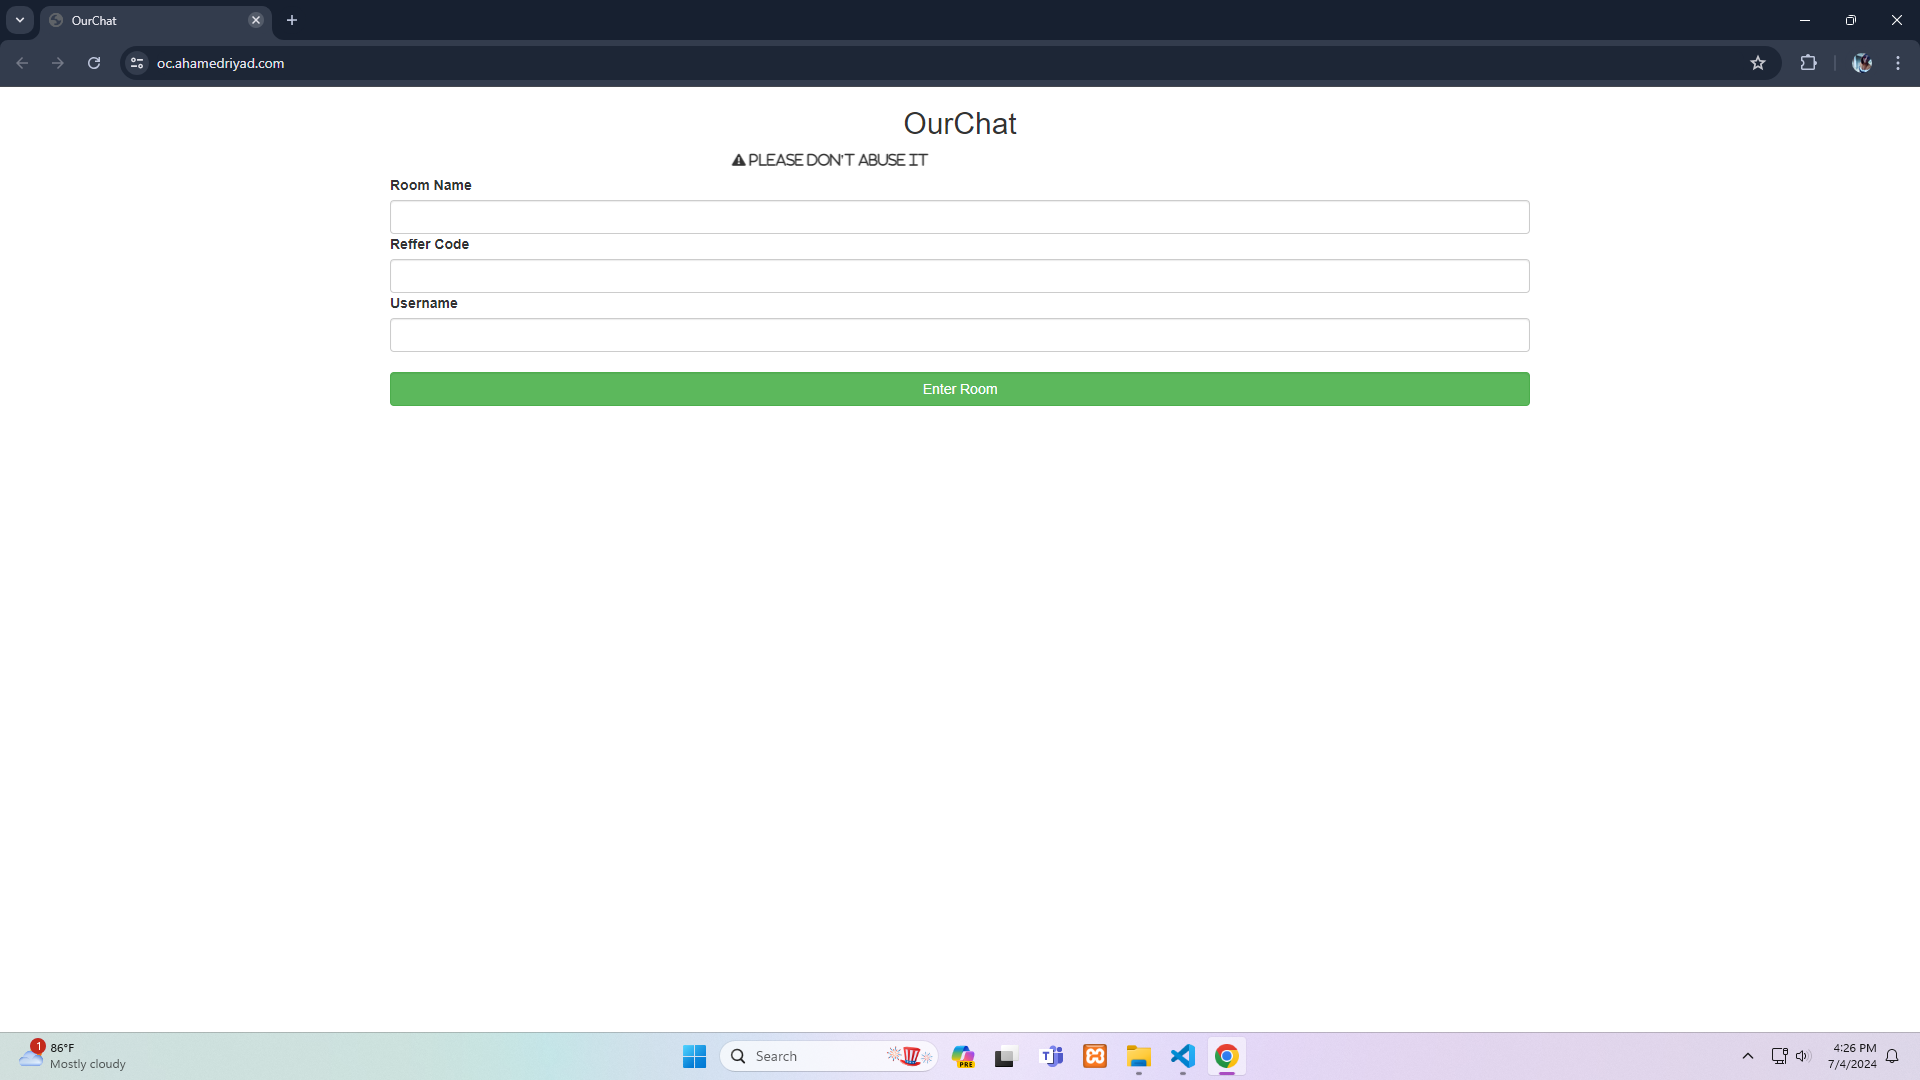 OurChat
oc.ahamedriyad.com
OurChat
PLEASE DON'T ABUSE IT
Room Name
Reffer Code
Username
Enter Room
1
86°F
Mostly cloudy
Search
PRE
T
4:26 PM
7/4/2024